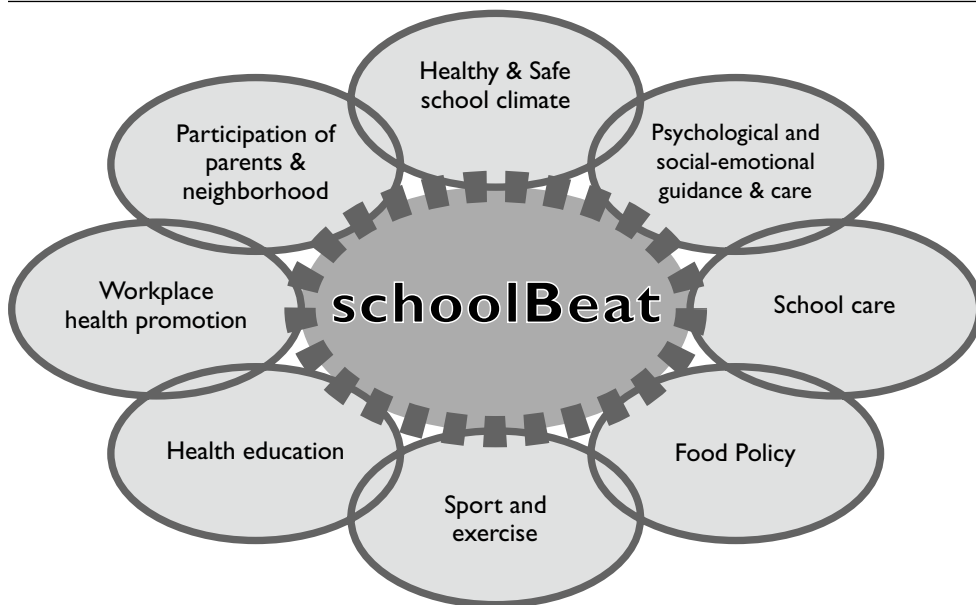 Healthy & Safe
school climate
Participation of
parents &
neighborhood
Psychological and
social-emotional
guidance & care
Workplace
health promotion
schoolBeat
School care
Health education
Food Policy
Sport and
exercise